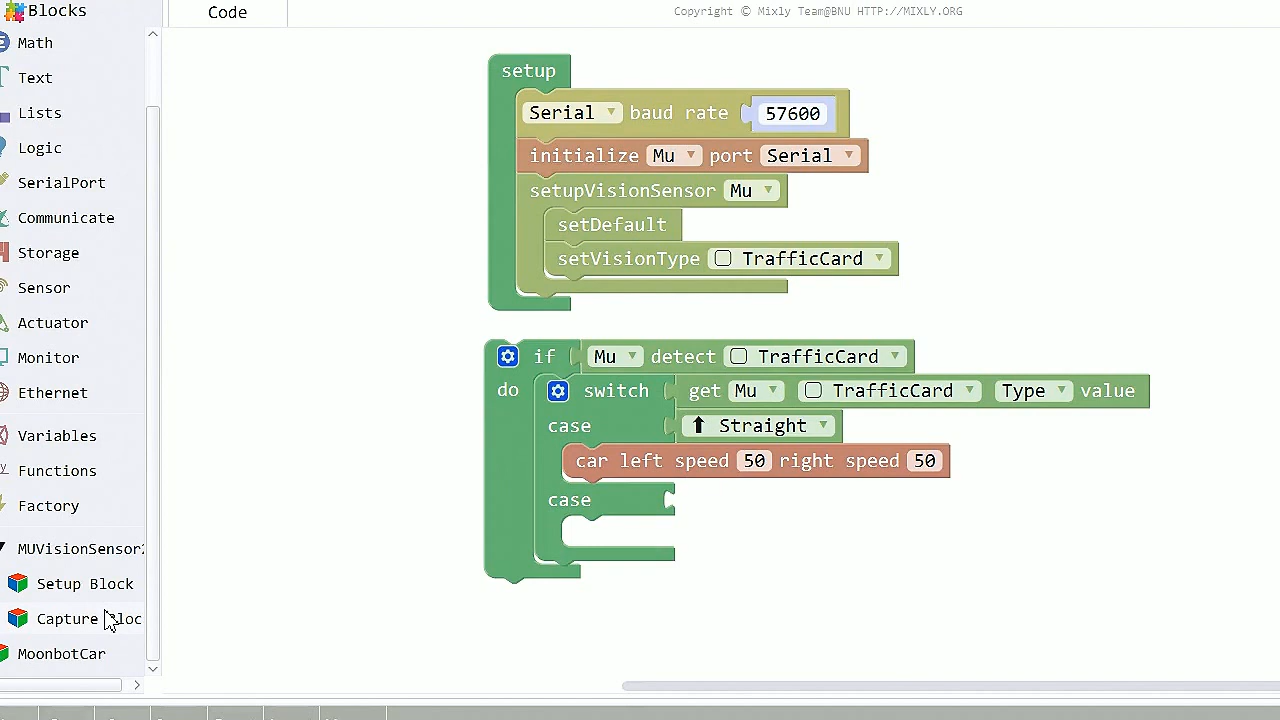 Blocks
Code
Copyright © Mixly Team@BNU HTTP://MIXLY.ORG
Math
Text
Lists
Logic
SerialPort
Communicate
Storage
Sensor
Actuator
Monitor
Ethernet
Variables
Functions
Factory
MUVisionSensor
Setup Block
Capture
MoonbotCar
setup
Serial baud rate 57600
initialize Mu port Serial
setupVisionSensor Mu
setDefault
setVisionType TrafficCard
if Mu detect TrafficCard
do switch get Mu TrafficCard Type value
case Straight
car left speed 50 right speed 50
case